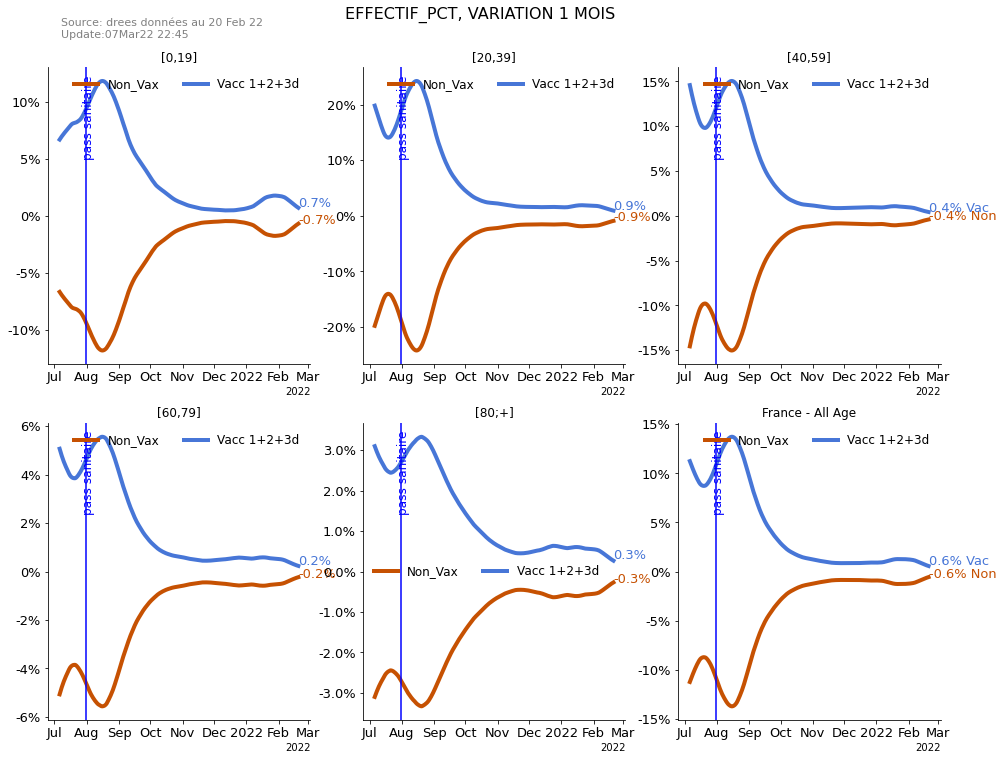 EFFECTIF_PCT, VARIATION 1 MOIS
Source: drees données au 20 Feb 22
Update:07Mar22 22:45
[0,19]
Non_Vax
Vacc 1+2+3d
pass sanitaire
10%
5%
0%
-5%
-10%
0.7%
-0.7%
Jul Aug Sep Oct Nov Dec 2022 Feb Mar
2022
[20,39]
Non_Vax
Vacc 1+2+3d
pass sanitaire
20%
10%
0%
-10%
-20%
0.9%
-0.9%
Jul Aug Sep Oct Nov Dec 2022 Feb Mar
2022
[40,59]
Non_Vax
Vacc 1+2+3d
pass sanitaire
15%
10%
5%
0%
-5%
-10%
-15%
0.4% Vac
-0.4% Non
Jul Aug Sep Oct Nov Dec 2022 Feb Mar
2022
[60,79]
Non_Vax
Vacc 1+2+3d
pass sanitaire
6%
4%
2%
0%
-2%
-4%
-6%
0.2%
-0.2%
Jul Aug Sep Oct Nov Dec 2022 Feb Mar
2022
[80;+]
pass sanitaire
3.0%
2.0%
1.0%
0.0%
-1.0%
-2.0%
-3.0%
Non_Vax
Vacc 1+2+3d
0.3%
-0.3%
Jul Aug Sep Oct Nov Dec 2022 Feb Mar
2022
France - All Age
Non_Vax
Vacc 1+2+3d
pass sanitaire
15%
10%
5%
0%
-5%
-10%
-15%
0.6% Vac
-0.6% Non
Jul Aug Sep Oct Nov Dec 2022 Feb Mar
2022